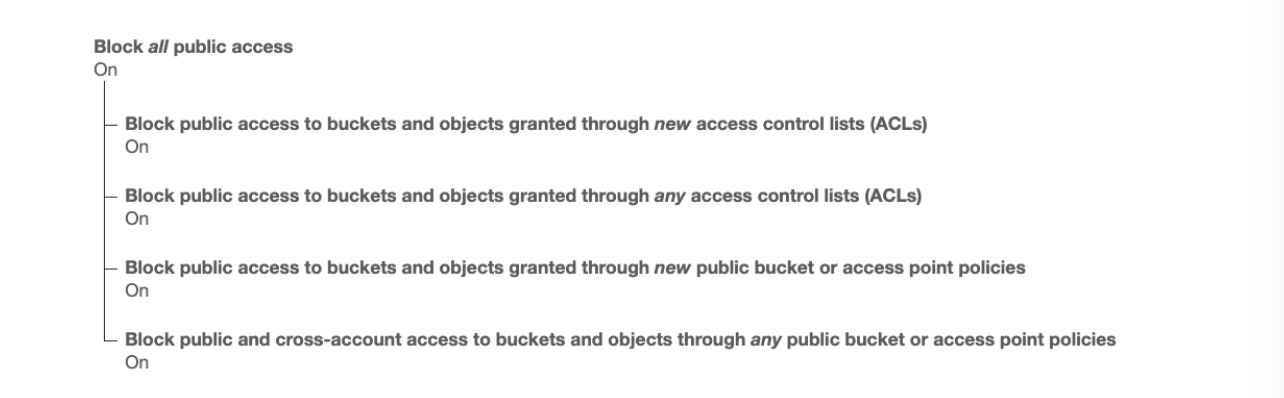 Block all public access
On
Block public access to buckets and objects granted through new access control lists (ACLs)
On
Block public access to buckets and objects granted through any access control lists (ACLs)
On
Block public access to buckets and objects granted through new public bucket or access point policies
On
Block public and cross-account access to buckets and objects through any public bucket or access point policies
On